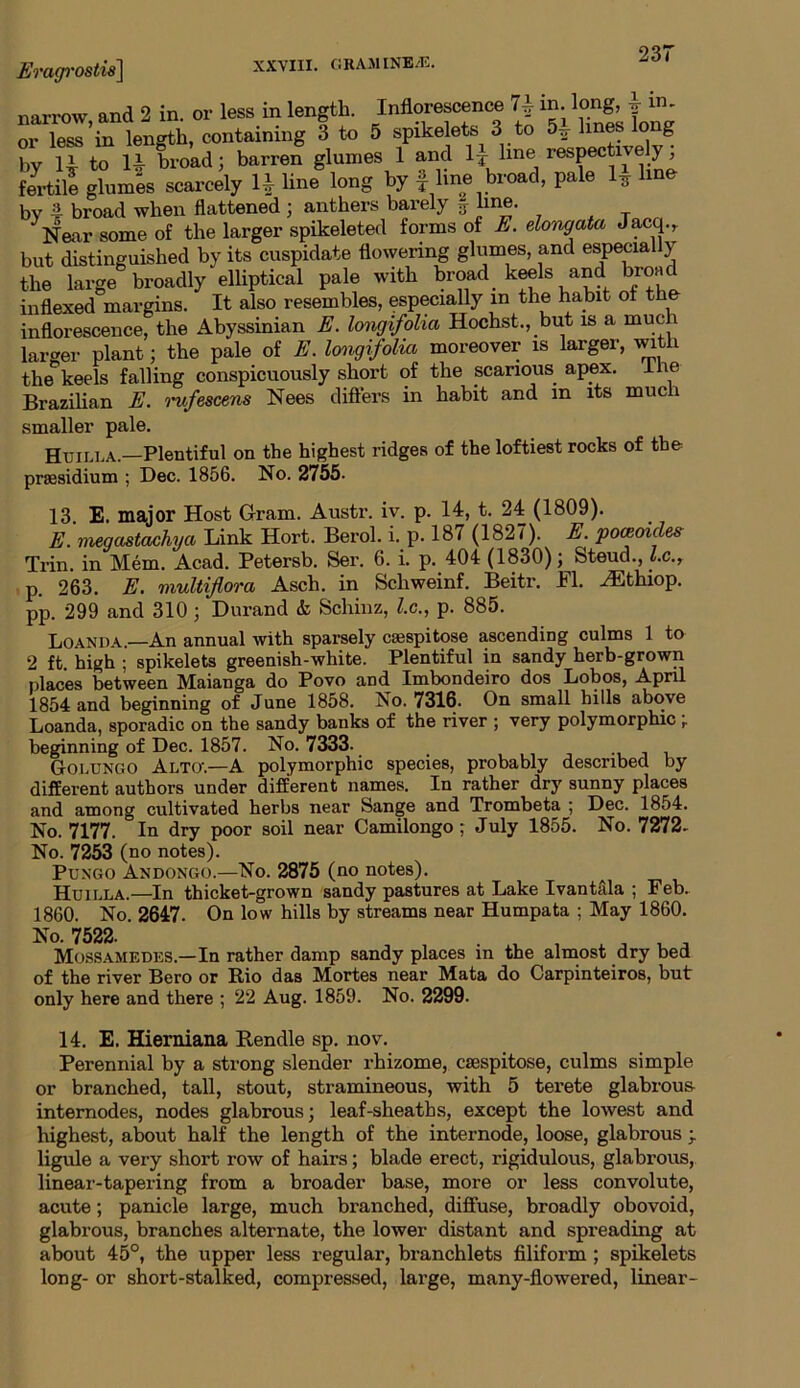 Eragrostis]
XXVIII. GRAMINEÆ.
237
narrow, and 2 in. or less in length. Inflorescence 7½ in. long, in.
or less in length, containing 3 to 5 spikelets 3 to 5½ lines long
by to broad; barren glumes 1 and 1¼ line respectively;
fertile glumes scarcely 1½ line long by ¾ line broad, pale line
by ¾ broad when flattened; anthers barely line.
Near some of the larger spikeleted forms of E. elongata Jacq.,
but distinguished by its cuspidate flowering glumes, and especially
the large broadly elliptical pale with broad keels and broad
inflexed margins. It also resembles, especially in the habit of the
inflorescence, the Abyssinian E. longifolia Hochst., but is a much
larger plant; the pale of E. longifolia moreover is larger, with
the keels falling conspicuously short of the scarious apex. The
Brazilian E. rufescens Nees differs in habit and in its much
smaller pale.
HUILLA.—Plentiful on the highest ridges of the loftiest rocks of the
præsidium; Dec. 1856. No. 2755.
13. E. major Host Gram. Austr. iv. p. 14, t. 24 (1809).
E. megastachya Link Hort. Berol. i. p. 187 (1827). E. poæoides
Trin. in Mém. Acad. Petersb. Ser. 6. i. p. 404 (1830); Steud., l.c.,
p. 263. E. multiflora Asch. in Schweinf. Beitr. Fl. Æthiop.
pp. 299 and 310; Durand & Schinz, l.c., p. 885.
LOANDA.—An annual with sparsely cæspitose ascending culms 1 to
2 ft. high; spikelets greenish-white. Plentiful in sandy herb-grown
places between Maianga do Povo and Imbondeiro dos Lobos, April
1854 and beginning of June 1858. No. 7316. On small hills above
Loanda, sporadic on the sandy banks of the river; very polymorphic;
beginning of Dec. 1857. No. 7333.
GOLUNGO ALTO.—A polymorphic species, probably described by
different authors under different names. In rather dry sunny places
and among cultivated herbs near Sange and Trombeta; Dec. 1854.
No. 7177. In dry poor soil near Camilongo; July 1855. No. 7272.
No. 7253 (no notes).
PUNGO ANDONGO.—No. 2875 (no notes).
HUILLA.—In thicket-grown sandy pastures at Lake Ivantâla; Feb.
1860. No. 2647. On low hills by streams near Humpata; May 1860.
No. 7522.
MOSSAMEDES.—In rather damp sandy places in the almost dry bed
of the river Bero or Rio das Mortes near Mata do Carpinteiros, but
only here and there; 22 Aug. 1859. No. 2299.
14. E. Hierniana Rendle sp. nov.
Perennial by a strong slender rhizome, cæspitose, culms simple
or branched, tall, stout, stramineous, with 5 terete glabrous
internodes, nodes glabrous; leaf-sheaths, except the lowest and
highest, about half the length of the internode, loose, glabrous;
ligule a very short row of hairs; blade erect, rigidulous, glabrous,
linear-tapering from a broader base, more or less convolute,
acute; panicle large, much branched, diffuse, broadly obovoid,
glabrous, branches alternate, the lower distant and spreading at
about 45°, the upper less regular, branchlets filiform; spikelets
long- or short-stalked, compressed, large, many-flowered, linear-